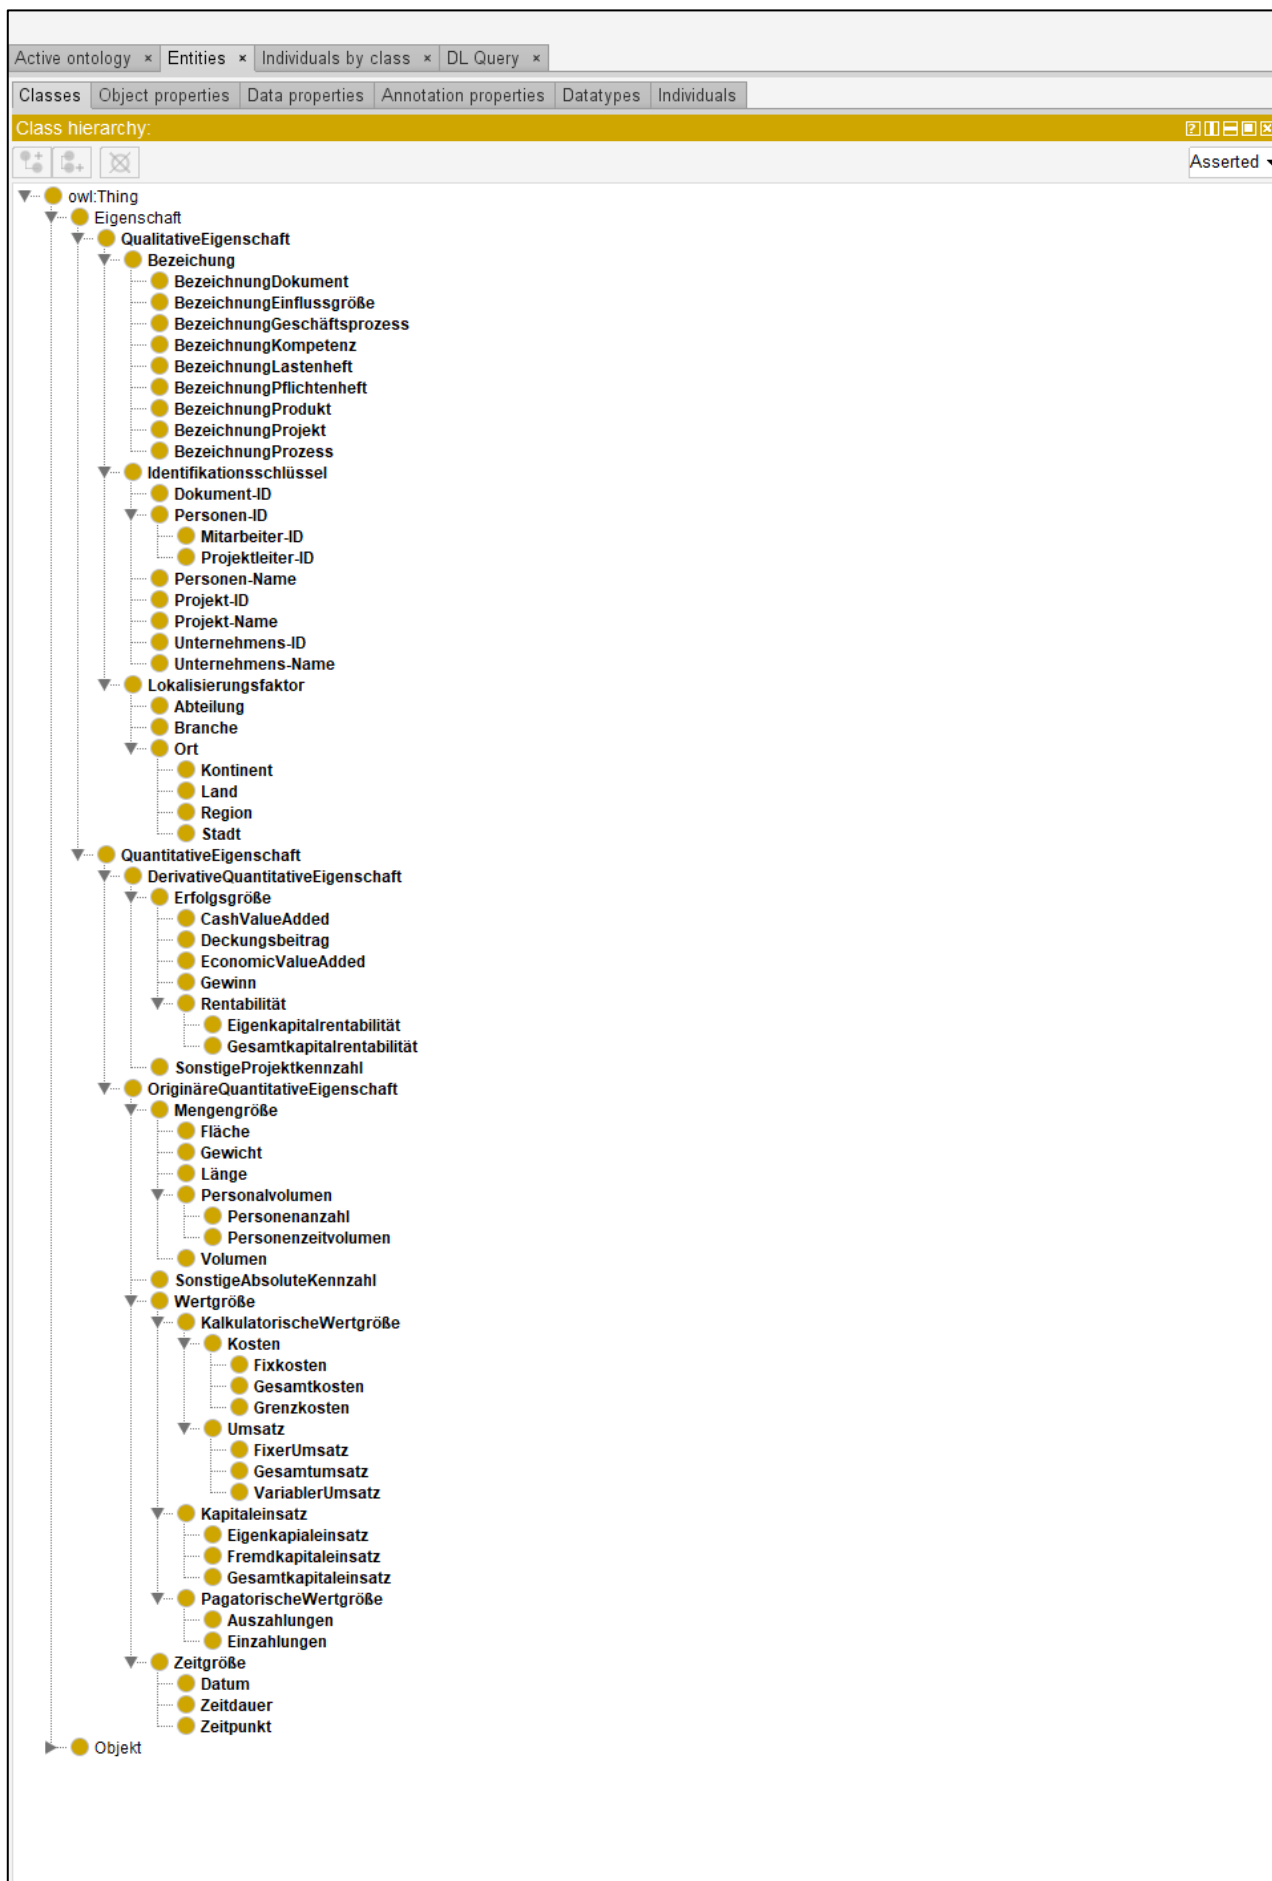 Active ontology × Entities × Individuals by class × DL Query ×
Classes Object properties Data properties Annotation properties Datatypes Individuals
Class hierarchy:
Asserted
owl:Thing
Eigenschaft
QualitativeEigenschaft
Bezeichung
BezeichnungDokument
BezeichnungEinflussgröße
BezeichnungGeschäftsprozess
BezeichnungKompetenz
BezeichnungLastenheft
BezeichnungPflichtenheft
BezeichnungProdukt
BezeichnungProjekt
BezeichnungProzess
Identifikationsschlüssel
Dokument-ID
Personen-ID
Mitarbeiter-ID
Projektleiter-ID
Personen-Name
Projekt-ID
Projekt-Name
Unternehmens-ID
Unternehmens-Name
Lokalisierungsfaktor
Abteilung
Branche
Ort
Kontinent
Land
Region
Stadt
QuantitativeEigenschaft
DerivativeQuantitativeEigenschaft
Erfolgsgröße
CashValueAdded
Deckungsbeitrag
EconomicValueAdded
Gewinn
Rentabilität
Eigenkapitalrentabilität
Gesamtkapitalrentabilität
SonstigeProjektkennzahl
OriginäreQuantitativeEigenschaft
Mengengröße
Fläche
Gewicht
Länge
Personalvolumen
Personenanzahl
Personenzeitvolumen
Volumen
SonstigeAbsoluteKennzahl
Wertgröße
KalkulatorischeWertgröße
Kosten
Fixkosten
Gesamtkosten
Grenzkosten
Umsatz
FixerUmsatz
Gesamtumsatz
VariablerUmsatz
Kapitaleinsatz
Eigenkapialeinsatz
Fremdkapitaleinsatz
Gesamtkapitaleinsatz
PagatorischeWertgröße
Auszahlungen
Einzahlungen
Zeitgröße
Datum
Zeitdauer
Zeitpunkt
Objekt